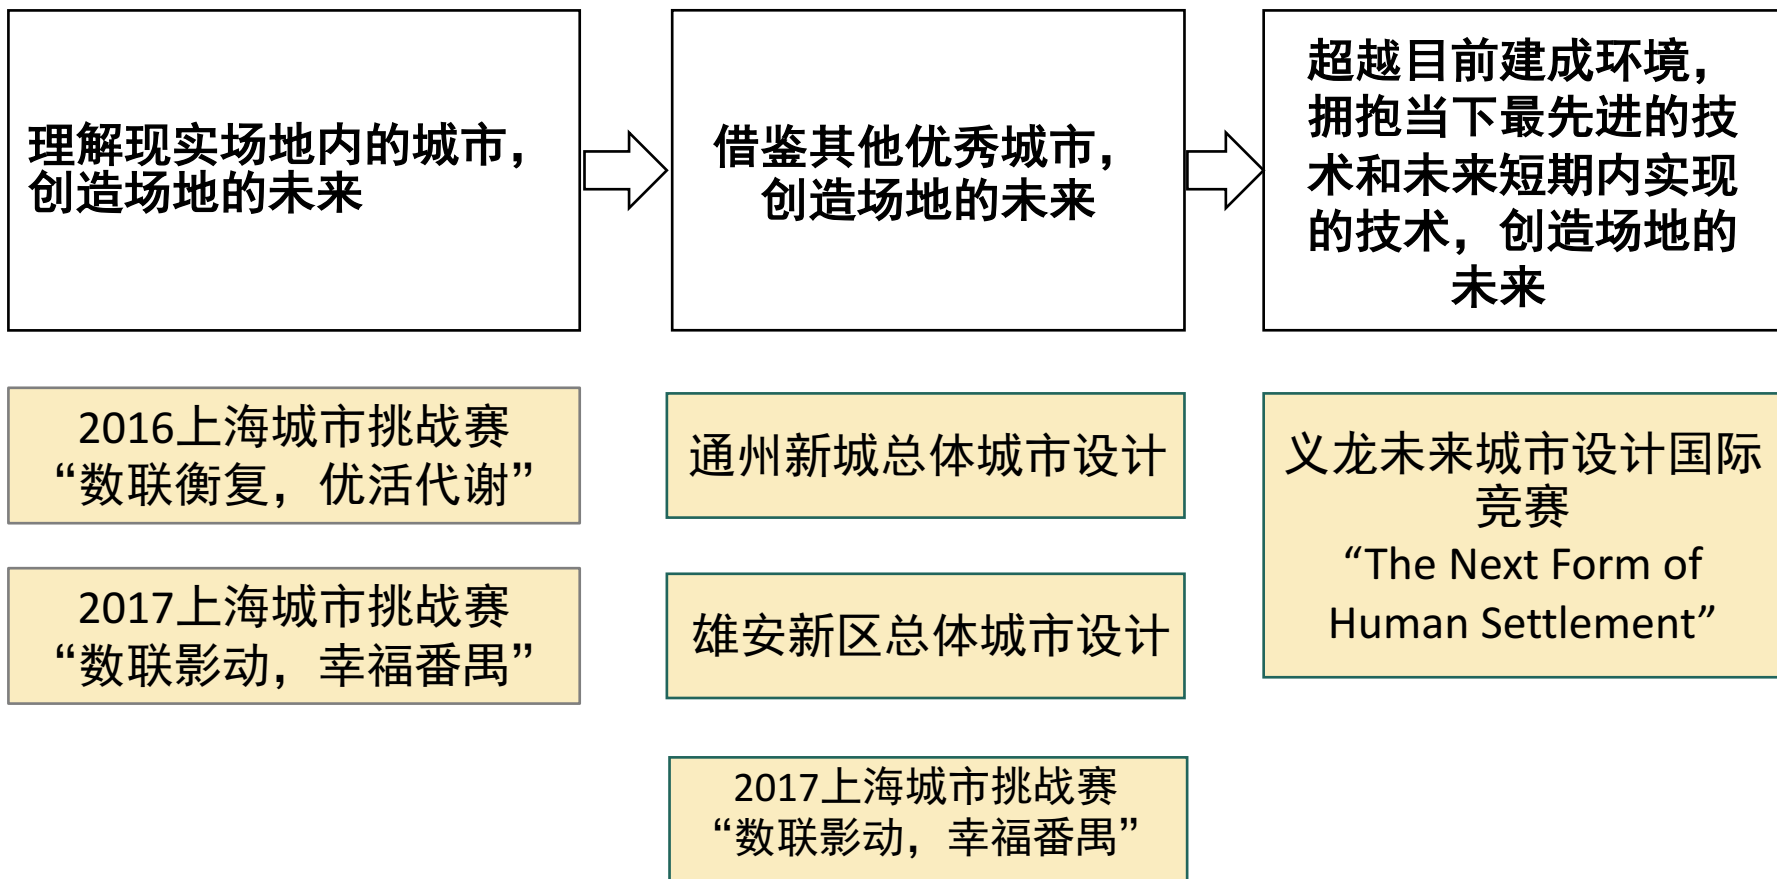 理解现实场地内的城市，
创造场地的未来
借鉴其他优秀城市，
创造场地的未来
超越目前建成环境，
拥抱当下最先进的技
术和未来短期内实现
的技术，创造场地的
未来
2016上海城市挑战赛
“数联衡复，优活代谢”
2017上海城市挑战赛
“数联影动，幸福番禺”
通州新城总体城市设计
雄安新区总体城市设计
2017上海城市挑战赛
“数联影动，幸福番禺”
义龙未来城市设计国际
竞赛
“The Next Form of
Human Settlement”